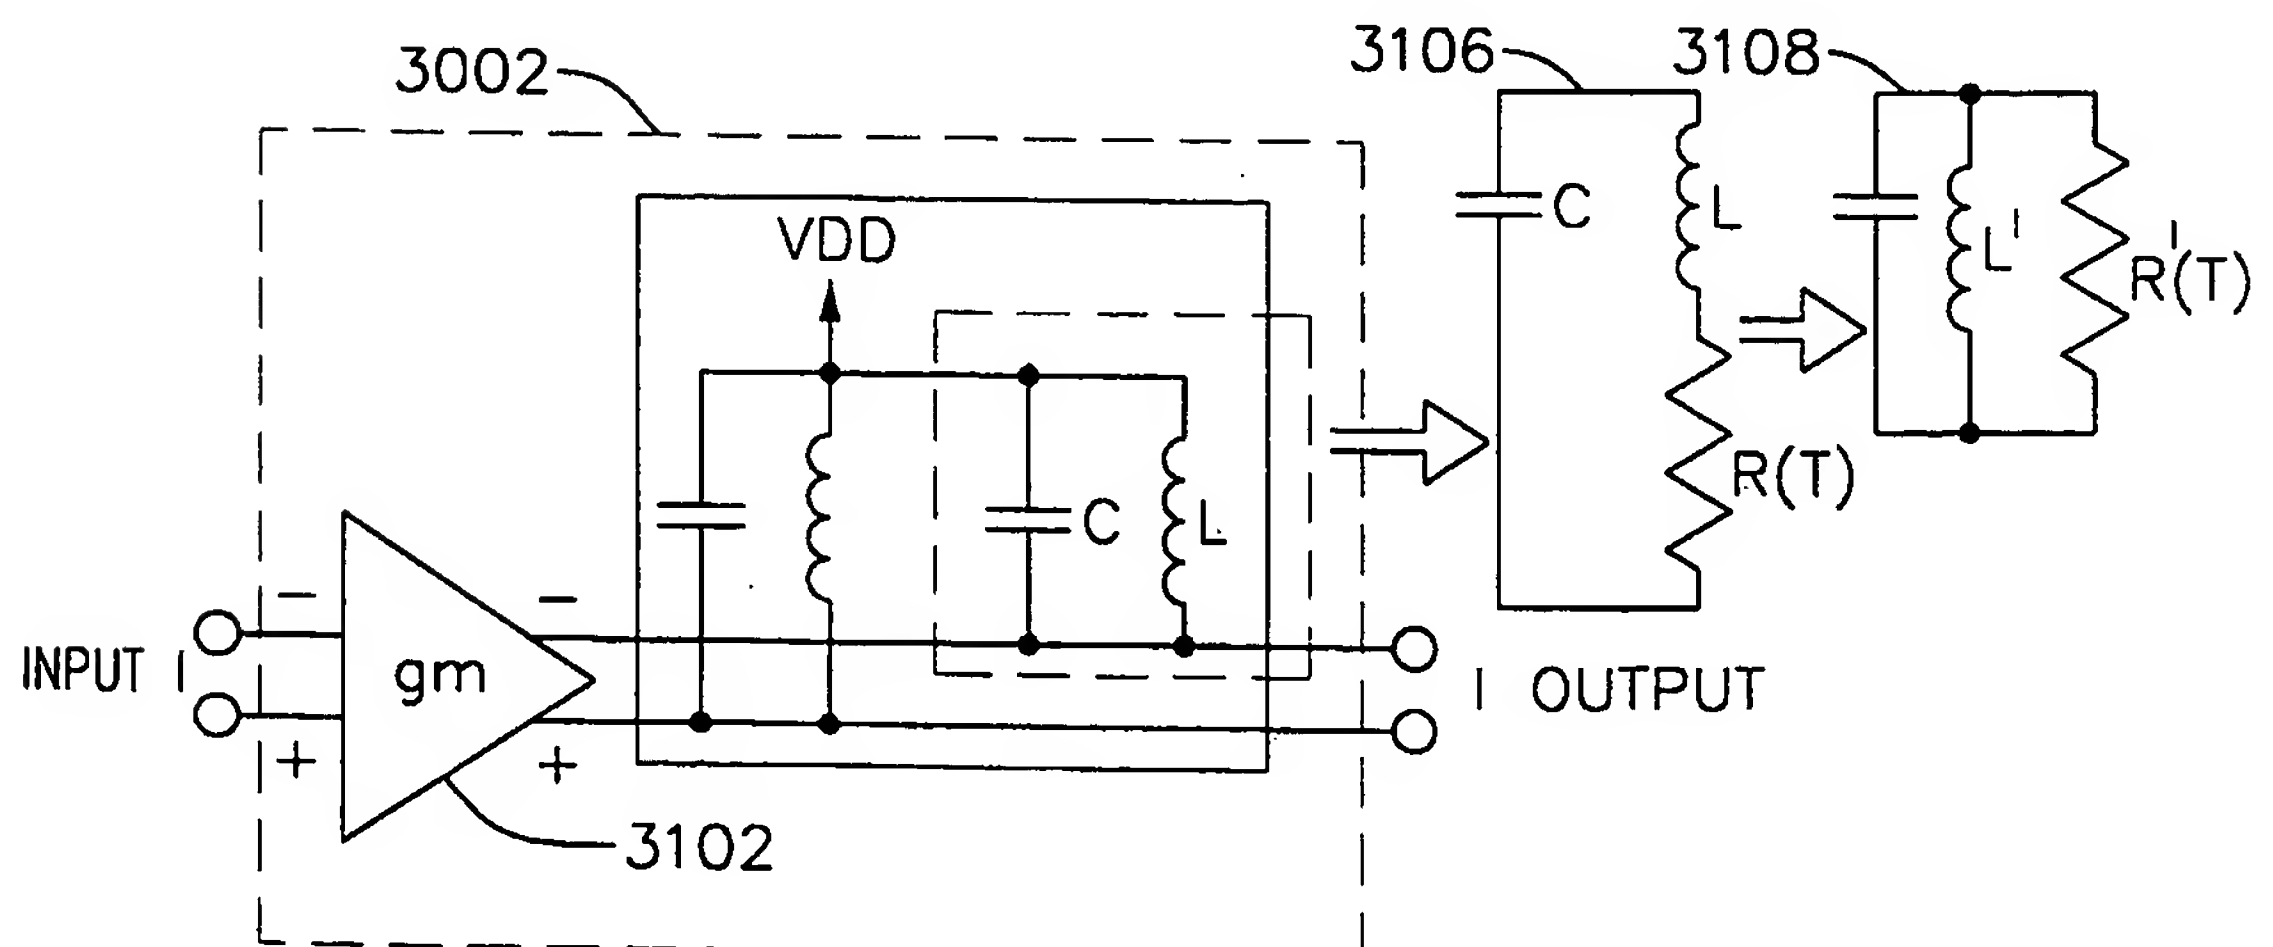 3002
3106
3108
VDD
C
L
L'
R'(T)
R(T)
C
L
−
−
INPUT I
gm
I OUTPUT
+
+
3102